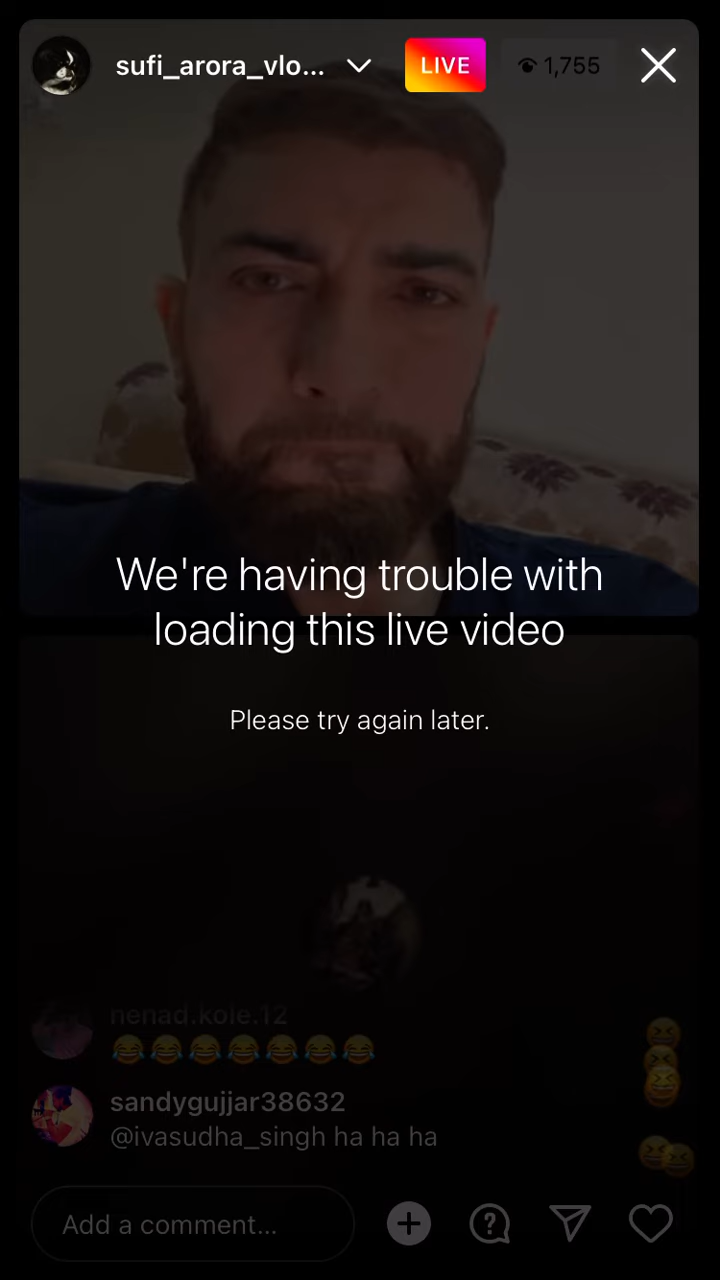 sufi_arora_vlo...
LIVE
1,755
We're having trouble with
loading this live video
Please try again later.
nenad.kole.12
😂😂😂😂😂😂😂
sandygujjar38632
@ivasudha_singh ha ha ha
Add a comment...